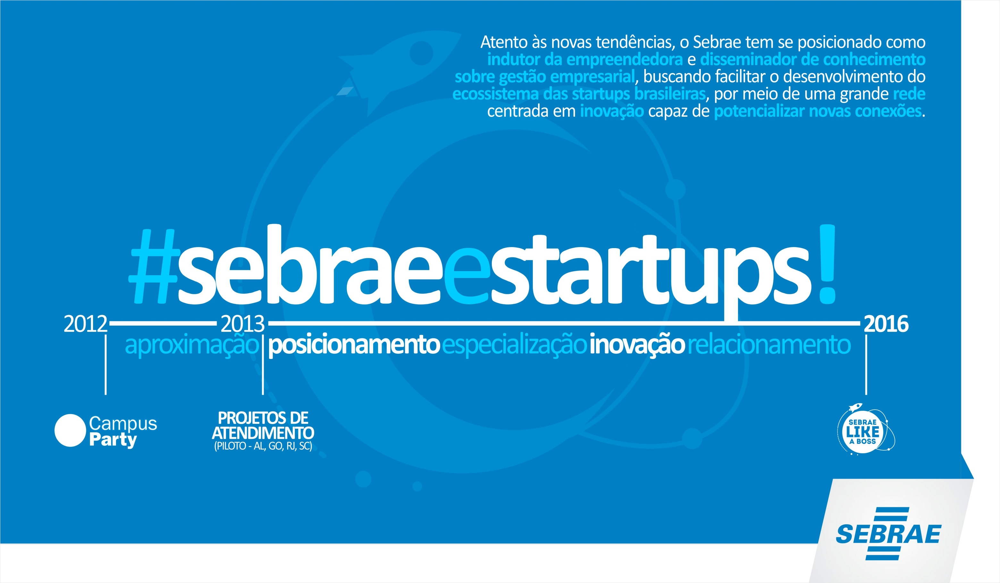 Atento às novas tendências, o Sebrae tem se posicionado como
indutor da empreendedora e disseminador de conhecimento
sobre gestão empresarial, buscando facilitar o desenvolvimento do
ecossistema das startups brasileiras, por meio de uma grande rede
centrada em inovação capaz de potencializar novas conexões.
#sebraeestartups!
2012 2013 2016
aproximação posicionamento especialização inovação relacionamento
Campus
Party
PROJETOS DE
ATENDIMENTO
(PILOTO - AL, GO, RJ, SC)
SEBRAE
LIKE
A BOSS
SEBRAE